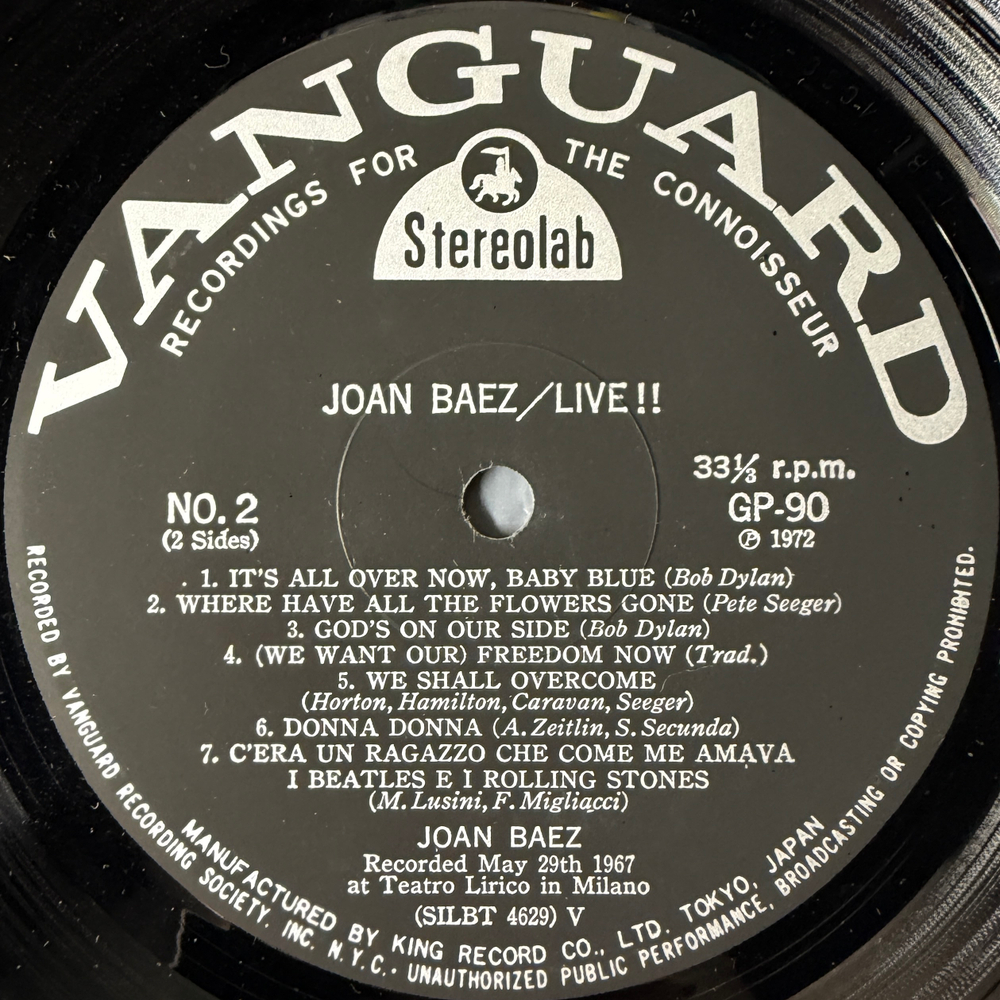 VANGUARD
RECORDINGS FOR THE CONNOISSEUR
Stereolab
JOAN BAEZ/LIVE!!
33⅓ r.p.m.
NO. 2
GP-90
(2 Sides)
Ⓟ 1972
1. IT'S ALL OVER NOW, BABY BLUE (Bob Dylan)
2. WHERE HAVE ALL THE FLOWERS GONE (Pete Seeger)
3. GOD'S ON OUR SIDE (Bob Dylan)
4. (WE WANT OUR) FREEDOM NOW (Trad.)
5. WE SHALL OVERCOME
(Horton, Hamilton, Caravan, Seeger)
6. DONNA DONNA (A. Zeitlin, S. Secunda)
7. C'ERA UN RAGAZZO CHE COME ME AMAVA
I BEATLES E I ROLLING STONES
(M. Lusini, F. Migliacci)
JOAN BAEZ
Recorded May 29th 1967
at Teatro Lirico in Milano
(SILBT 4629) V
MANUFACTURED BY KING RECORD CO., LTD. TOKYO, JAPAN
RECORDED BY VANGUARD RECORDING SOCIETY, INC. N.Y.C. · UNAUTHORIZED PUBLIC PERFORMANCE, BROADCASTING OR COPYING PROHIBITED.